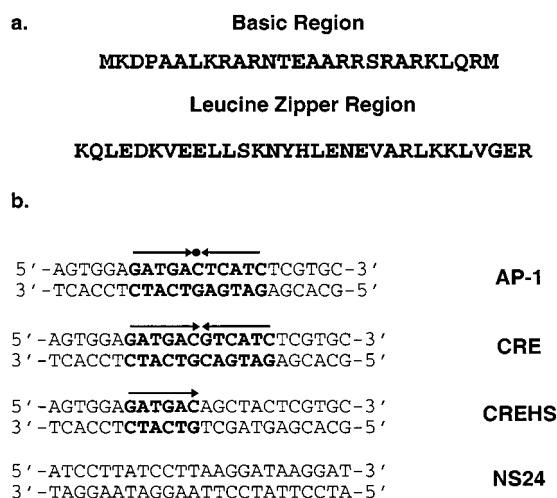 a.
Basic Region
MKDPAALKRARNTEAARRSRARKLQRM
Leucine Zipper Region
KQLEDKVEELLSKNYHLENEVARLKKLVGER
b.
5'-AGTGGAGATGACTCATCTCGTGC-3'
3'-TCACCTCTACTGAGTAGAGCACG-5'
AP-1
5'-AGTGGAGATGACGTCATCTCGTGC-3'
3'-TCACCTCTACTGCAGTAGAGCACG-5'
CRE
5'-AGTGGAGATGACAGCTACTCGTGC-3'
3'-TCACCTCTACTGTCGATGAGCACG-5'
CREHS
5'-ATCCTTATCCTTAAGGATAAGGAT-3'
3'-TAGGAATAGGAATTCCTATTCCTA-5'
NS24